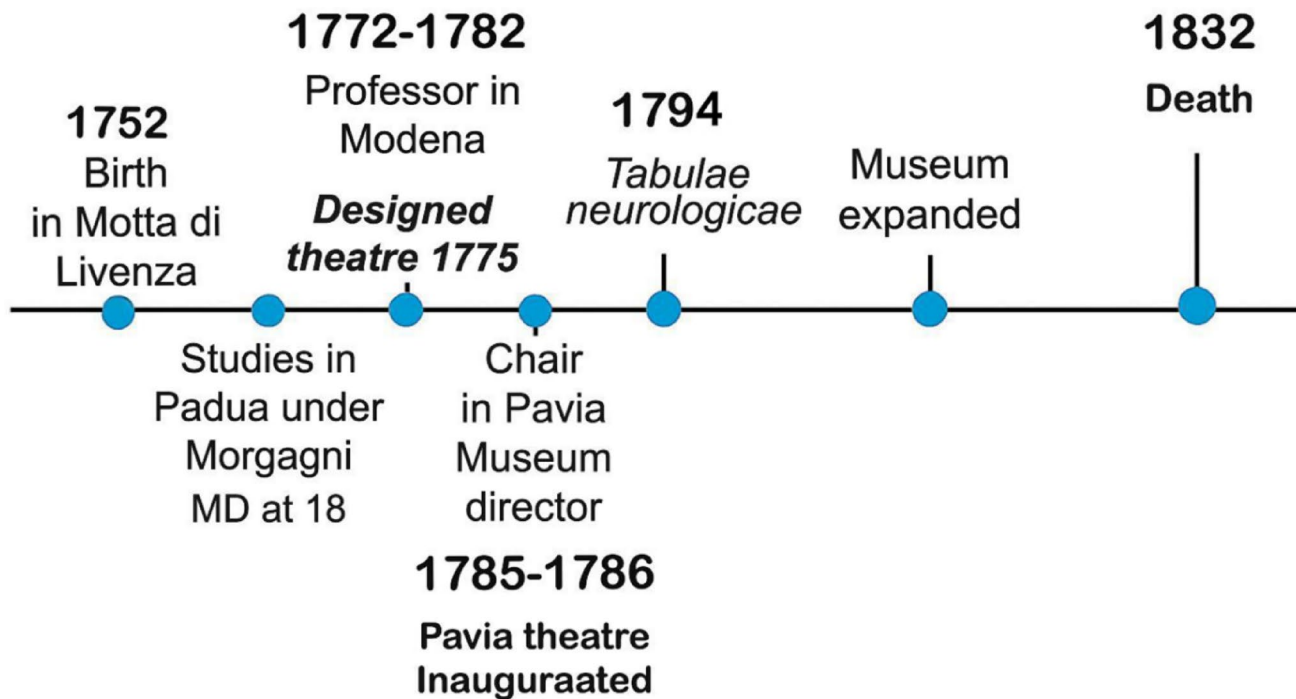 1752
Birth
in Motta di
Livenza
Studies in
Padua under
Morgagni
MD at 18
1772-1782
Professor in
Modena
Designed
theatre 1775
Chair
in Pavia
Museum
director
1785-1786
Pavia theatre
Inauguraated
1794
Tabulae
neurologicae
Museum
expanded
1832
Death